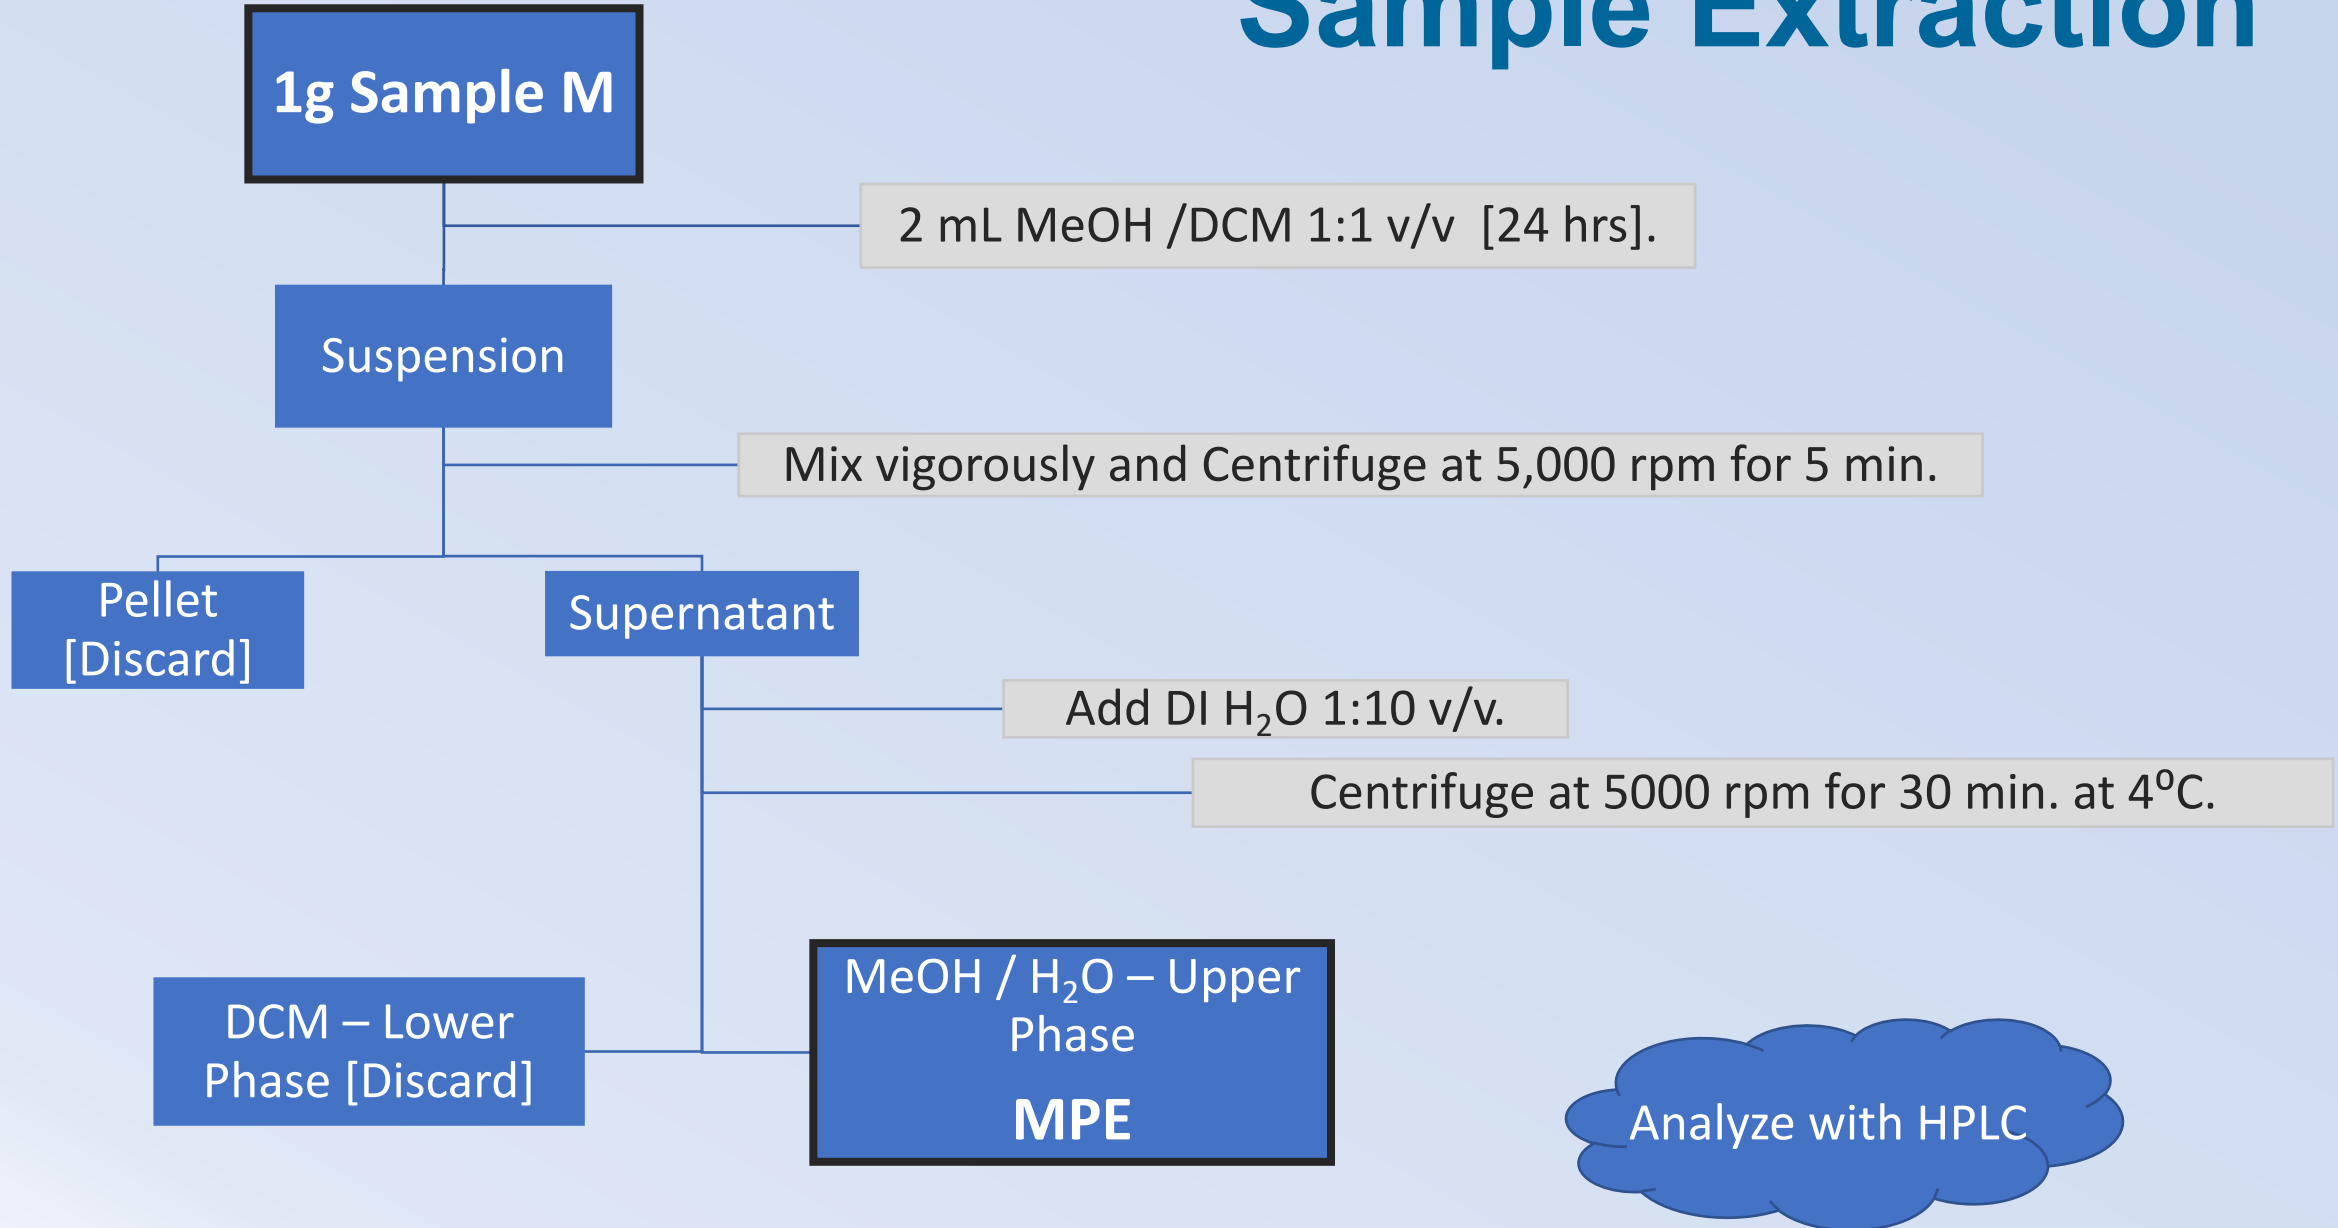 Sample Extraction
1g Sample M
2 mL MeOH /DCM 1:1 v/v [24 hrs].
Suspension
Mix vigorously and Centrifuge at 5,000 rpm for 5 min.
Pellet
[Discard]
Supernatant
Add DI H₂O 1:10 v/v.
Centrifuge at 5000 rpm for 30 min. at 4⁰C.
DCM – Lower
Phase [Discard]
MeOH / H₂O – Upper
Phase
MPE
Analyze with HPLC